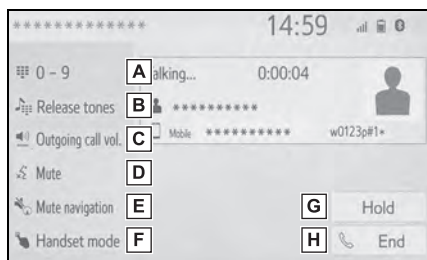 ************* 14:59
0 - 9 A alking... 0:00:04
Release tones B **********
Outgoing call vol. C Mobile ********** w0123p#1*
Mute D
Mute navigation E G Hold
Handset mode F H End